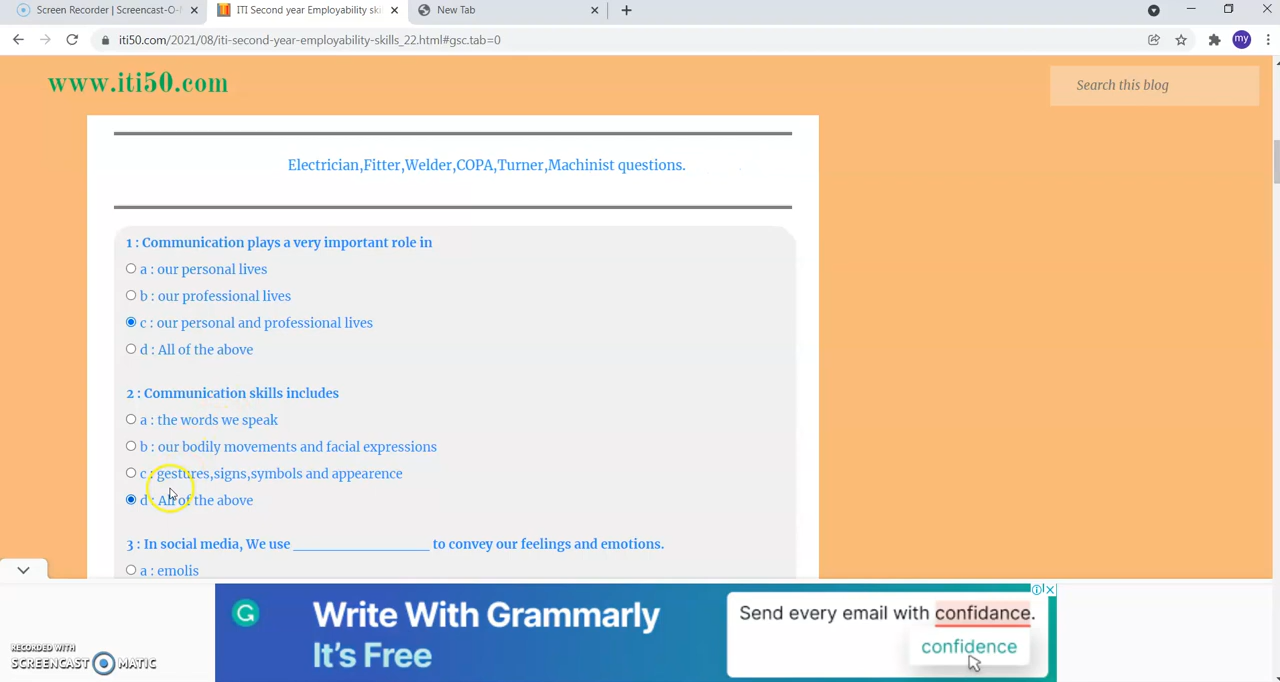 Screen Recorder | Screencast-O-
ITI Second year Employability sk
New Tab
iti50.com/2021/08/iti-second-year-employability-skills_22.html#gsc.tab=0
my
www.iti50.com
Search this blog
Electrician,Fitter,Welder,COPA,Turner,Machinist questions.
1 : Communication plays a very important role in
a : our personal lives
b : our professional lives
c : our personal and professional lives
d : All of the above
2 : Communication skills includes
a : the words we speak
b : our bodily movements and facial expressions
c : gestures,signs,symbols and appearence
d : All of the above
3 : In social media, We use ________________ to convey our feelings and emotions.
a : emolis
G
Write With Grammarly
It's Free
Send every email with confidance.
confidence
RECORDED WITH
SCREENCAST MATIC